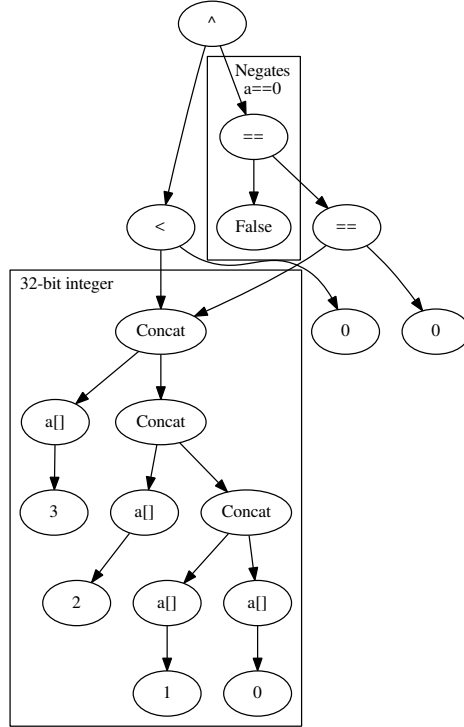 ^
Negates
a==0
==
<
False
==
32-bit integer
Concat
0
0
a[]
Concat
3
a[]
Concat
2
a[]
a[]
1
0